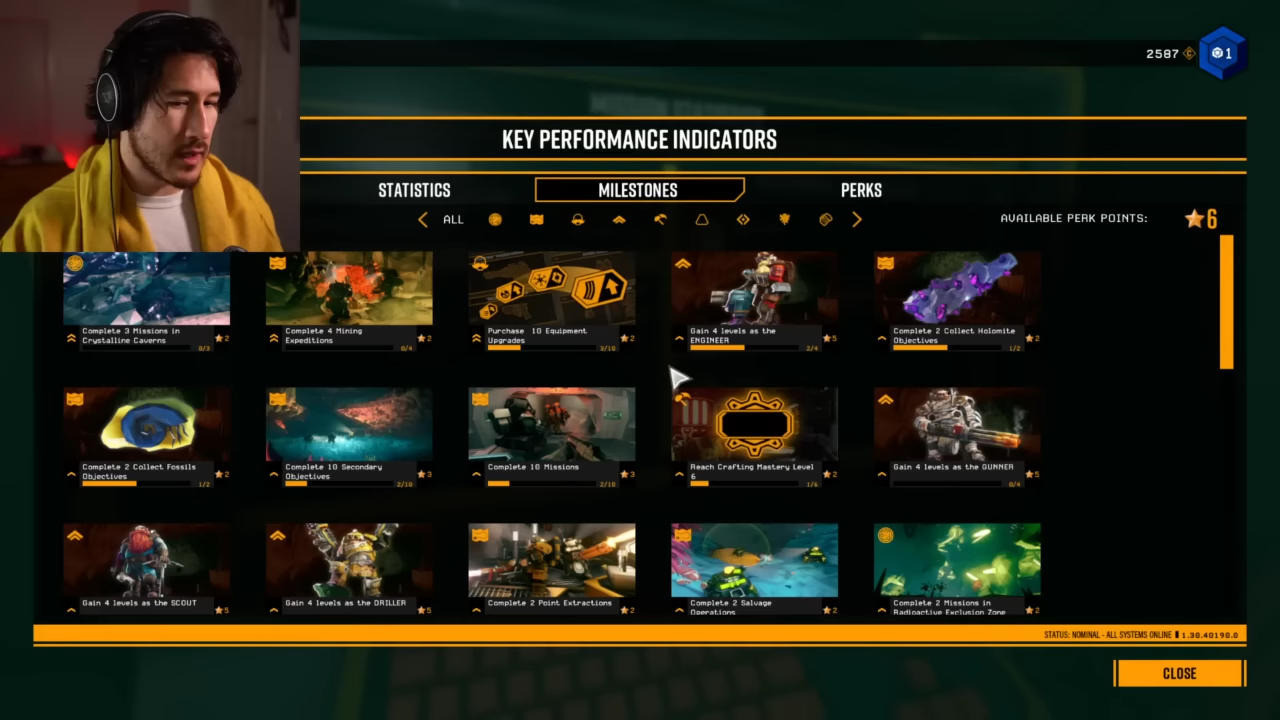 2587
1
KEY PERFORMANCE INDICATORS
STATISTICS
MILESTONES
PERKS
ALL
AVAILABLE PERK POINTS:
6
Complete 3 Missions in
Crystalline Caverns
2
0/3
Complete 4 Mining
Expeditions
2
0/4
Purchase 10 Equipment
Upgrades
2
3/10
Gain 4 levels as the
ENGINEER
5
2/4
Complete 2 Collect Holomite
Objectives
2
1/2
Complete 2 Collect Fossils
Objectives
2
1/2
Complete 10 Secondary
Objectives
3
2/10
Complete 10 Missions
3
2/10
Reach Crafting Mastery Level
6
2
1/6
Gain 4 levels as the GUNNER
5
0/4
Gain 4 levels as the SCOUT
5
Gain 4 levels as the DRILLER
5
Complete 2 Point Extractions
2
Complete 2 Salvage
Operations
2
Complete 2 Missions in
Radioactive Exclusion Zone
2
STATUS: NOMINAL - ALL SYSTEMS ONLINE 1.30.40190.0
CLOSE